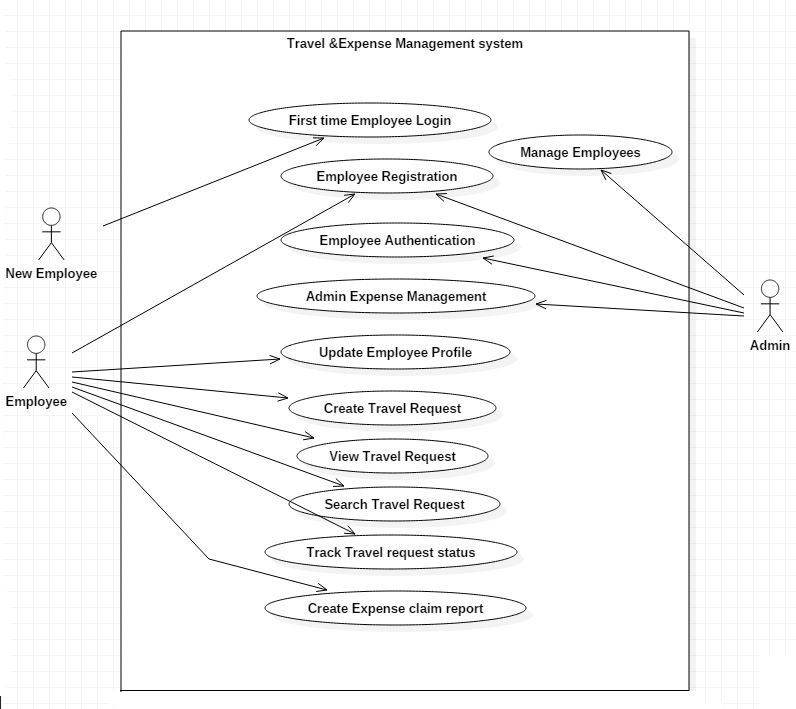 Travel &Expense Management system
First time Employee Login
Manage Employees
Employee Registration
New Employee
Employee Authentication
Admin Expense Management
Admin
Update Employee Profile
Employee
Create Travel Request
View Travel Request
Search Travel Request
Track Travel request status
Create Expense claim report